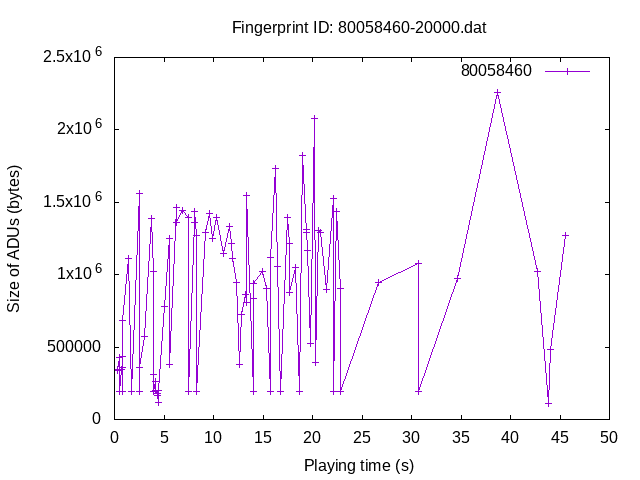 Fingerprint ID: 80058460-20000.dat
2.5x10 6
80058460
2x10 6
1.5x10 6
1x10 6
500000
0
Size of ADUs (bytes)
0 5 10 15 20 25 30 35 40 45 50
Playing time (s)